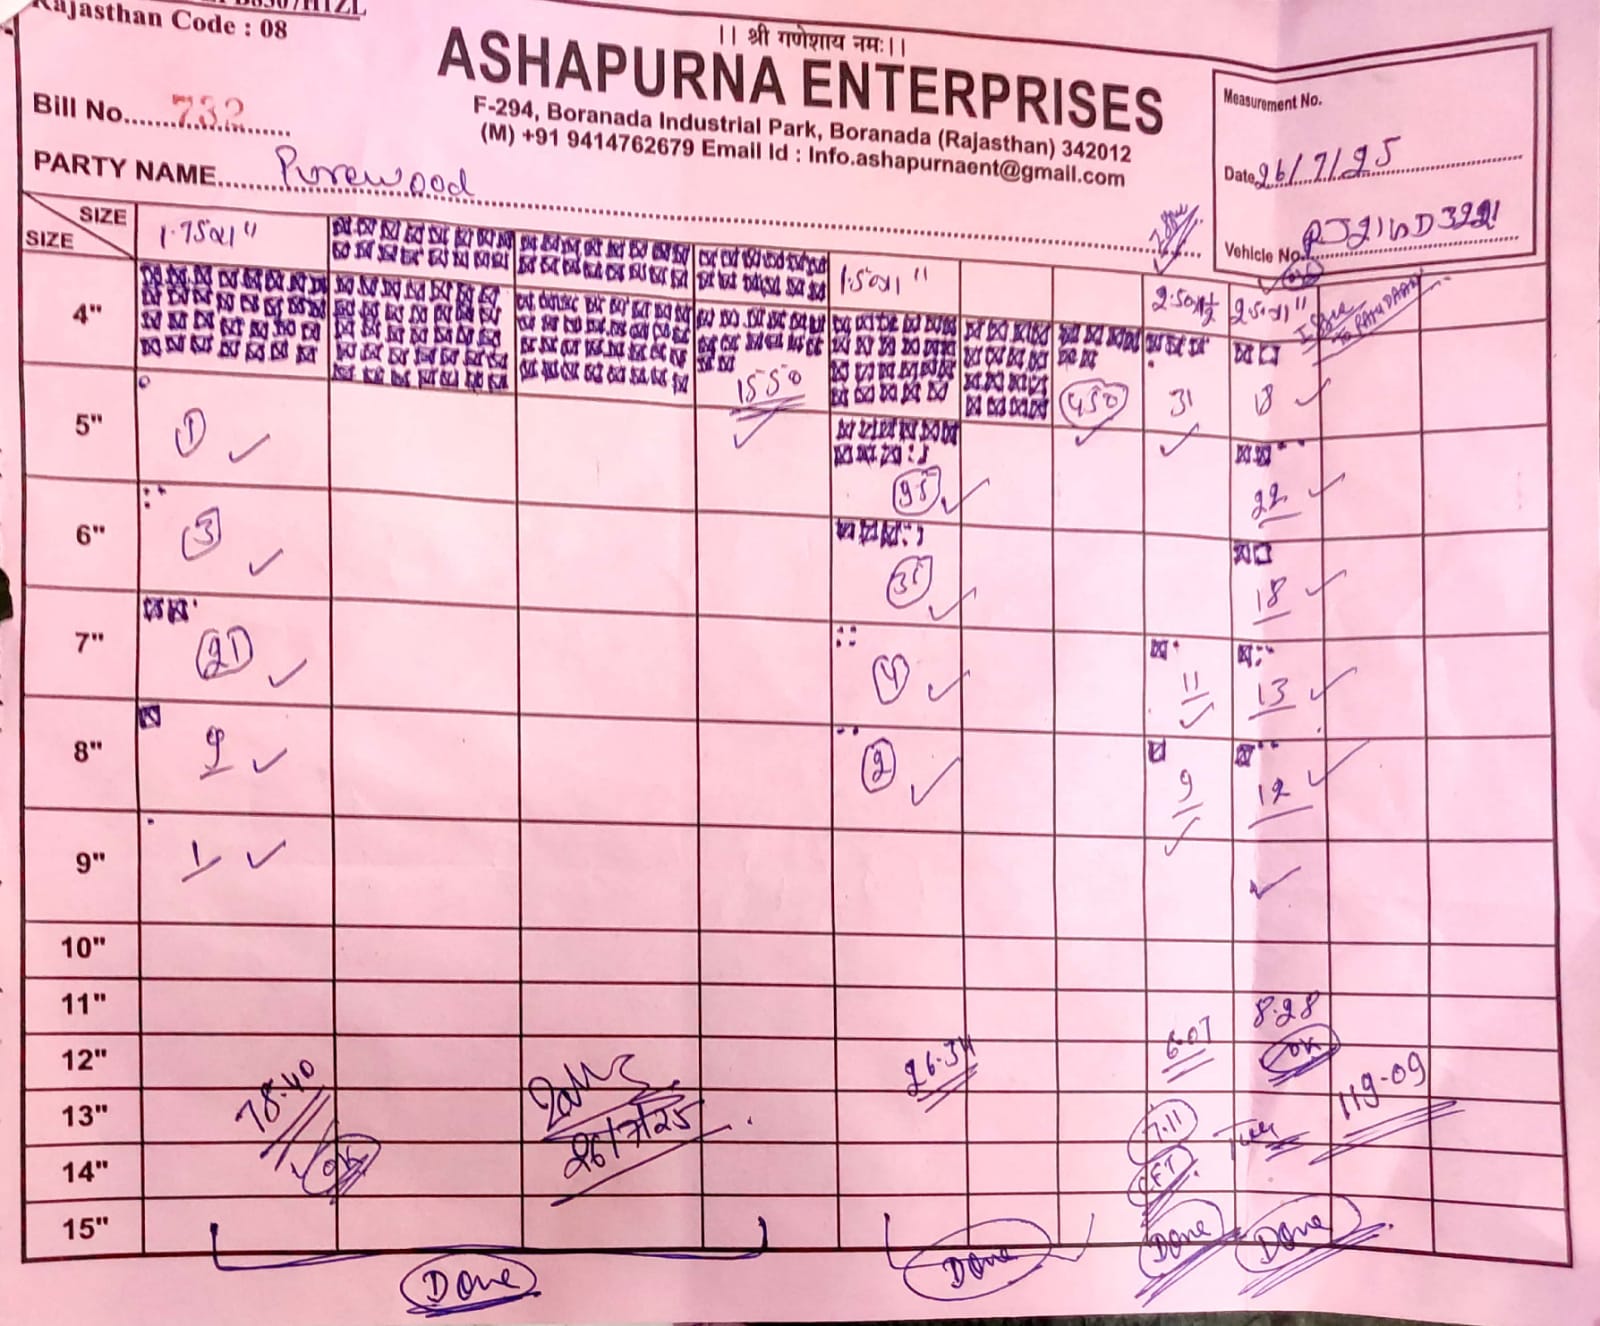 Rajasthan Code : 08
।। श्री गणेशाय नमः।।
ASHAPURNA ENTERPRISES
F-294, Boranada Industrial Park, Boranada (Rajasthan) 342012
(M) +91 9414762679 Email Id : Info.ashapurnaent@gmail.com
Bill No. 732
PARTY NAME Purewood
Measurement No.
Date 26/7/25
Vehicle No.
SIZE
SIZE
1.75x1"
1.50x1"
2.50x1½
2.50x1"
4"
1550
450
31
18
5"
1
95
22
6"
3
35
18
7"
21
4
11
13
8"
9
2
9
12
9"
1
10"
11"
8.28
12"
26.34
6.07
OK
13"
78.40
26/7/25
7.11
119.09
14"
OK
CFT
15"
Done
Done
Done
Done